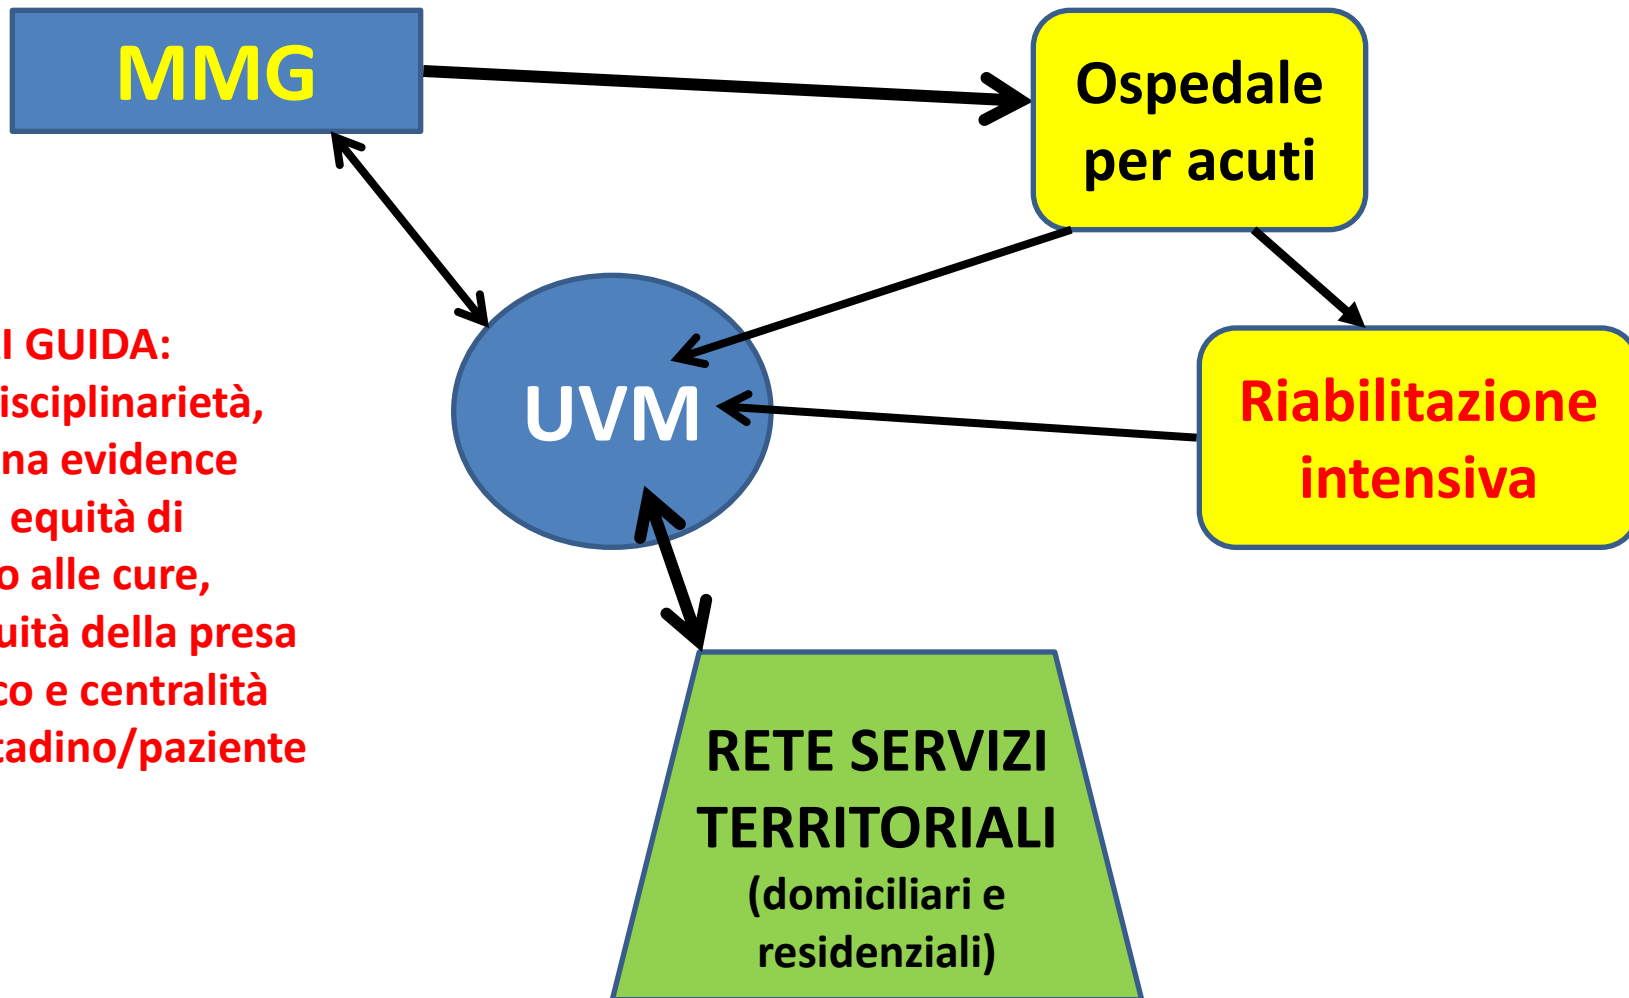 MMG
Ospedale
per acuti
UVM
Riabilitazione
intensiva
I GUIDA:
isciplinarietà,
na evidence
equità di
o alle cure,
uità della presa
co e centralità
tadino/paziente
RETE SERVIZI
TERRITORIALI
(domiciliari e
residenziali)